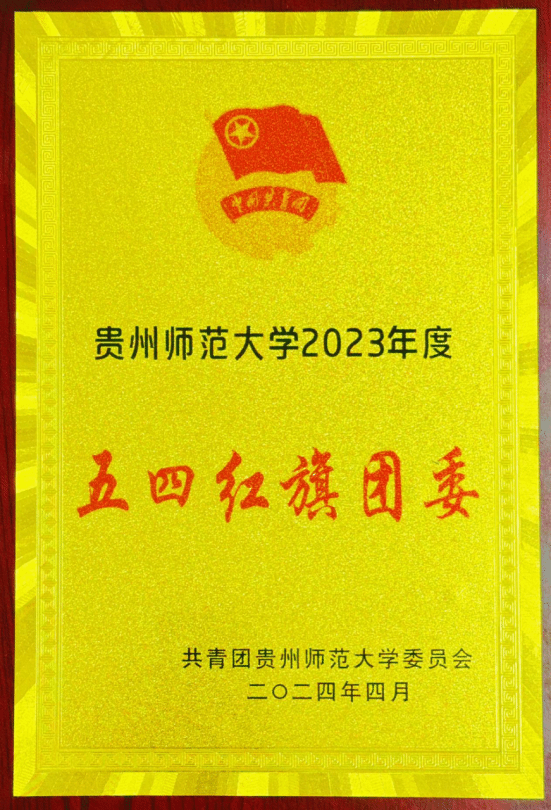 中国共青团
贵州师范大学2023年度
五四红旗团委
共青团贵州师范大学委员会
二〇二四年四月